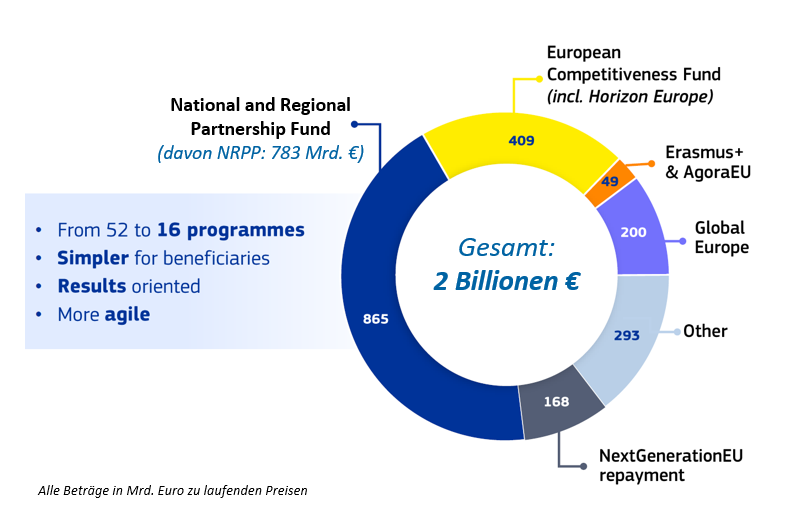 European
Competitiveness Fund
(incl. Horizon Europe)
National and Regional
Partnership Fund
(davon NRPP: 783 Mrd. €)
409
Erasmus+
& AgoraEU
49
• From 52 to 16 programmes
• Simpler for beneficiaries
• Results oriented
• More agile
200
Global
Europe
Gesamt:
2 Billionen €
865
293
Other
168
NextGenerationEU
repayment
Alle Beträge in Mrd. Euro zu laufenden Preisen